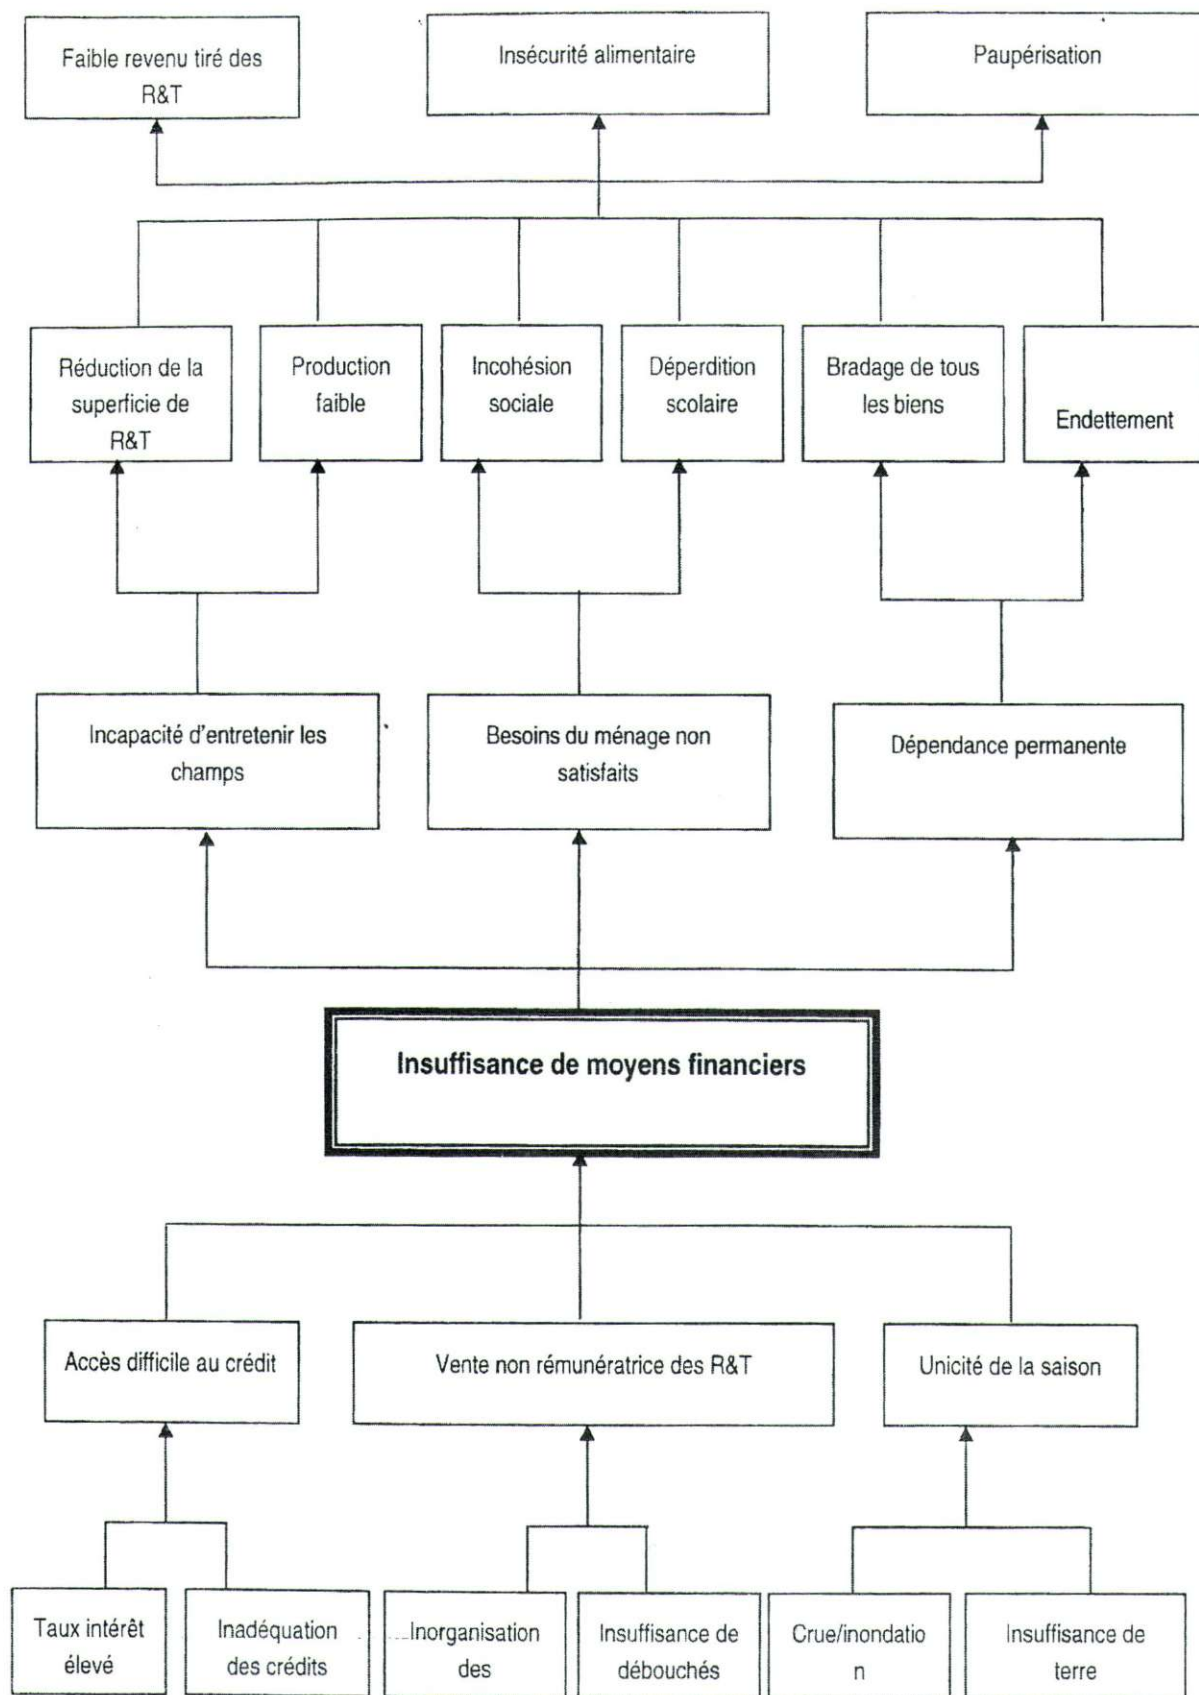 Faible revenu tiré des
R&T
Insécurité alimentaire
Paupérisation
Réduction de la
superficie de
R&T
Production
faible
Incohésion
sociale
Déperdition
scolaire
Bradage de tous
les biens
Endettement
Incapacité d'entretenir les
champs
Besoins du ménage non
satisfaits
Dépendance permanente
Insuffisance de moyens financiers
Accès difficile au crédit
Vente non rémunératrice des R&T
Unicité de la saison
Taux intérêt
élevé
Inadéquation
des crédits
Inorganisation
des
Insuffisance de
débouchés
Crue/inondatio
n
Insuffisance de
terre